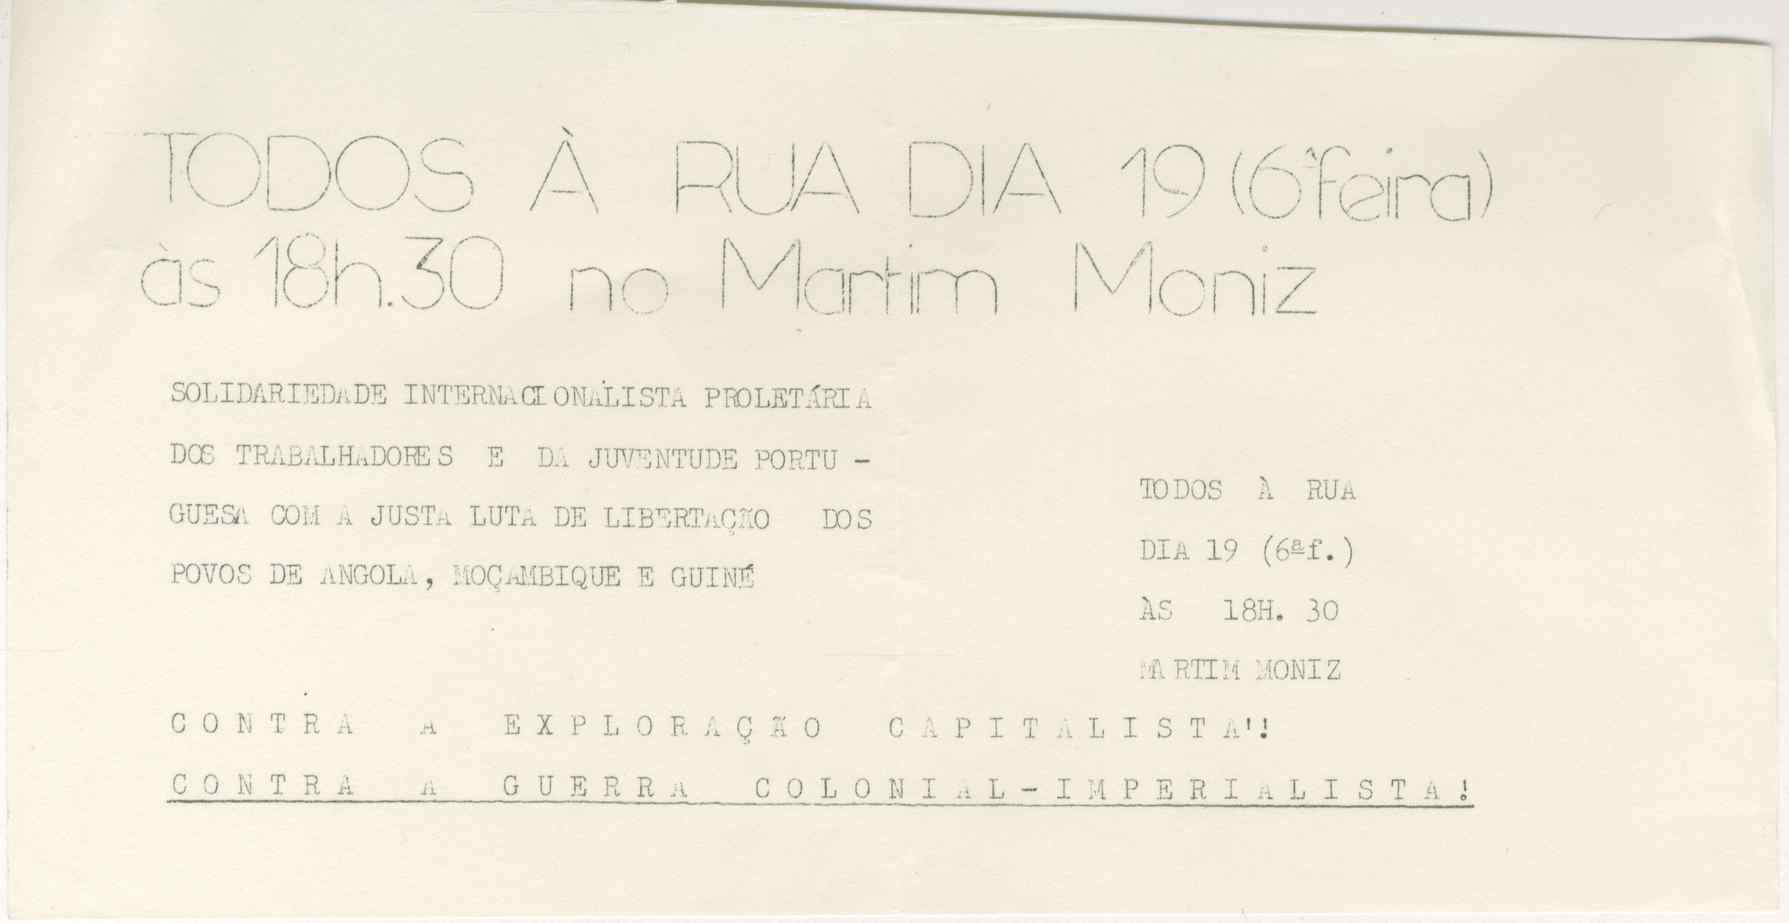 TODOS À RUA DIA 19 (6ªfeira)
às 18h.30 no Martim Moniz
SOLIDARIEDADE INTERNACIONALISTA PROLETÁRIA
DOS TRABALHADORES E DA JUVENTUDE PORTU -
GUESA COM A JUSTA LUTA DE LIBERTAÇÃO DOS
POVOS DE ANGOLA, MOÇAMBIQUE E GUINÉ
TODOS À RUA
DIA 19 (6ªf.)
ÀS 18H. 30
MARTIM MONIZ
CONTRA A EXPLORAÇÃO CAPITALISTA'!
CONTRA A GUERRA COLONIAL-IMPERIALISTA!